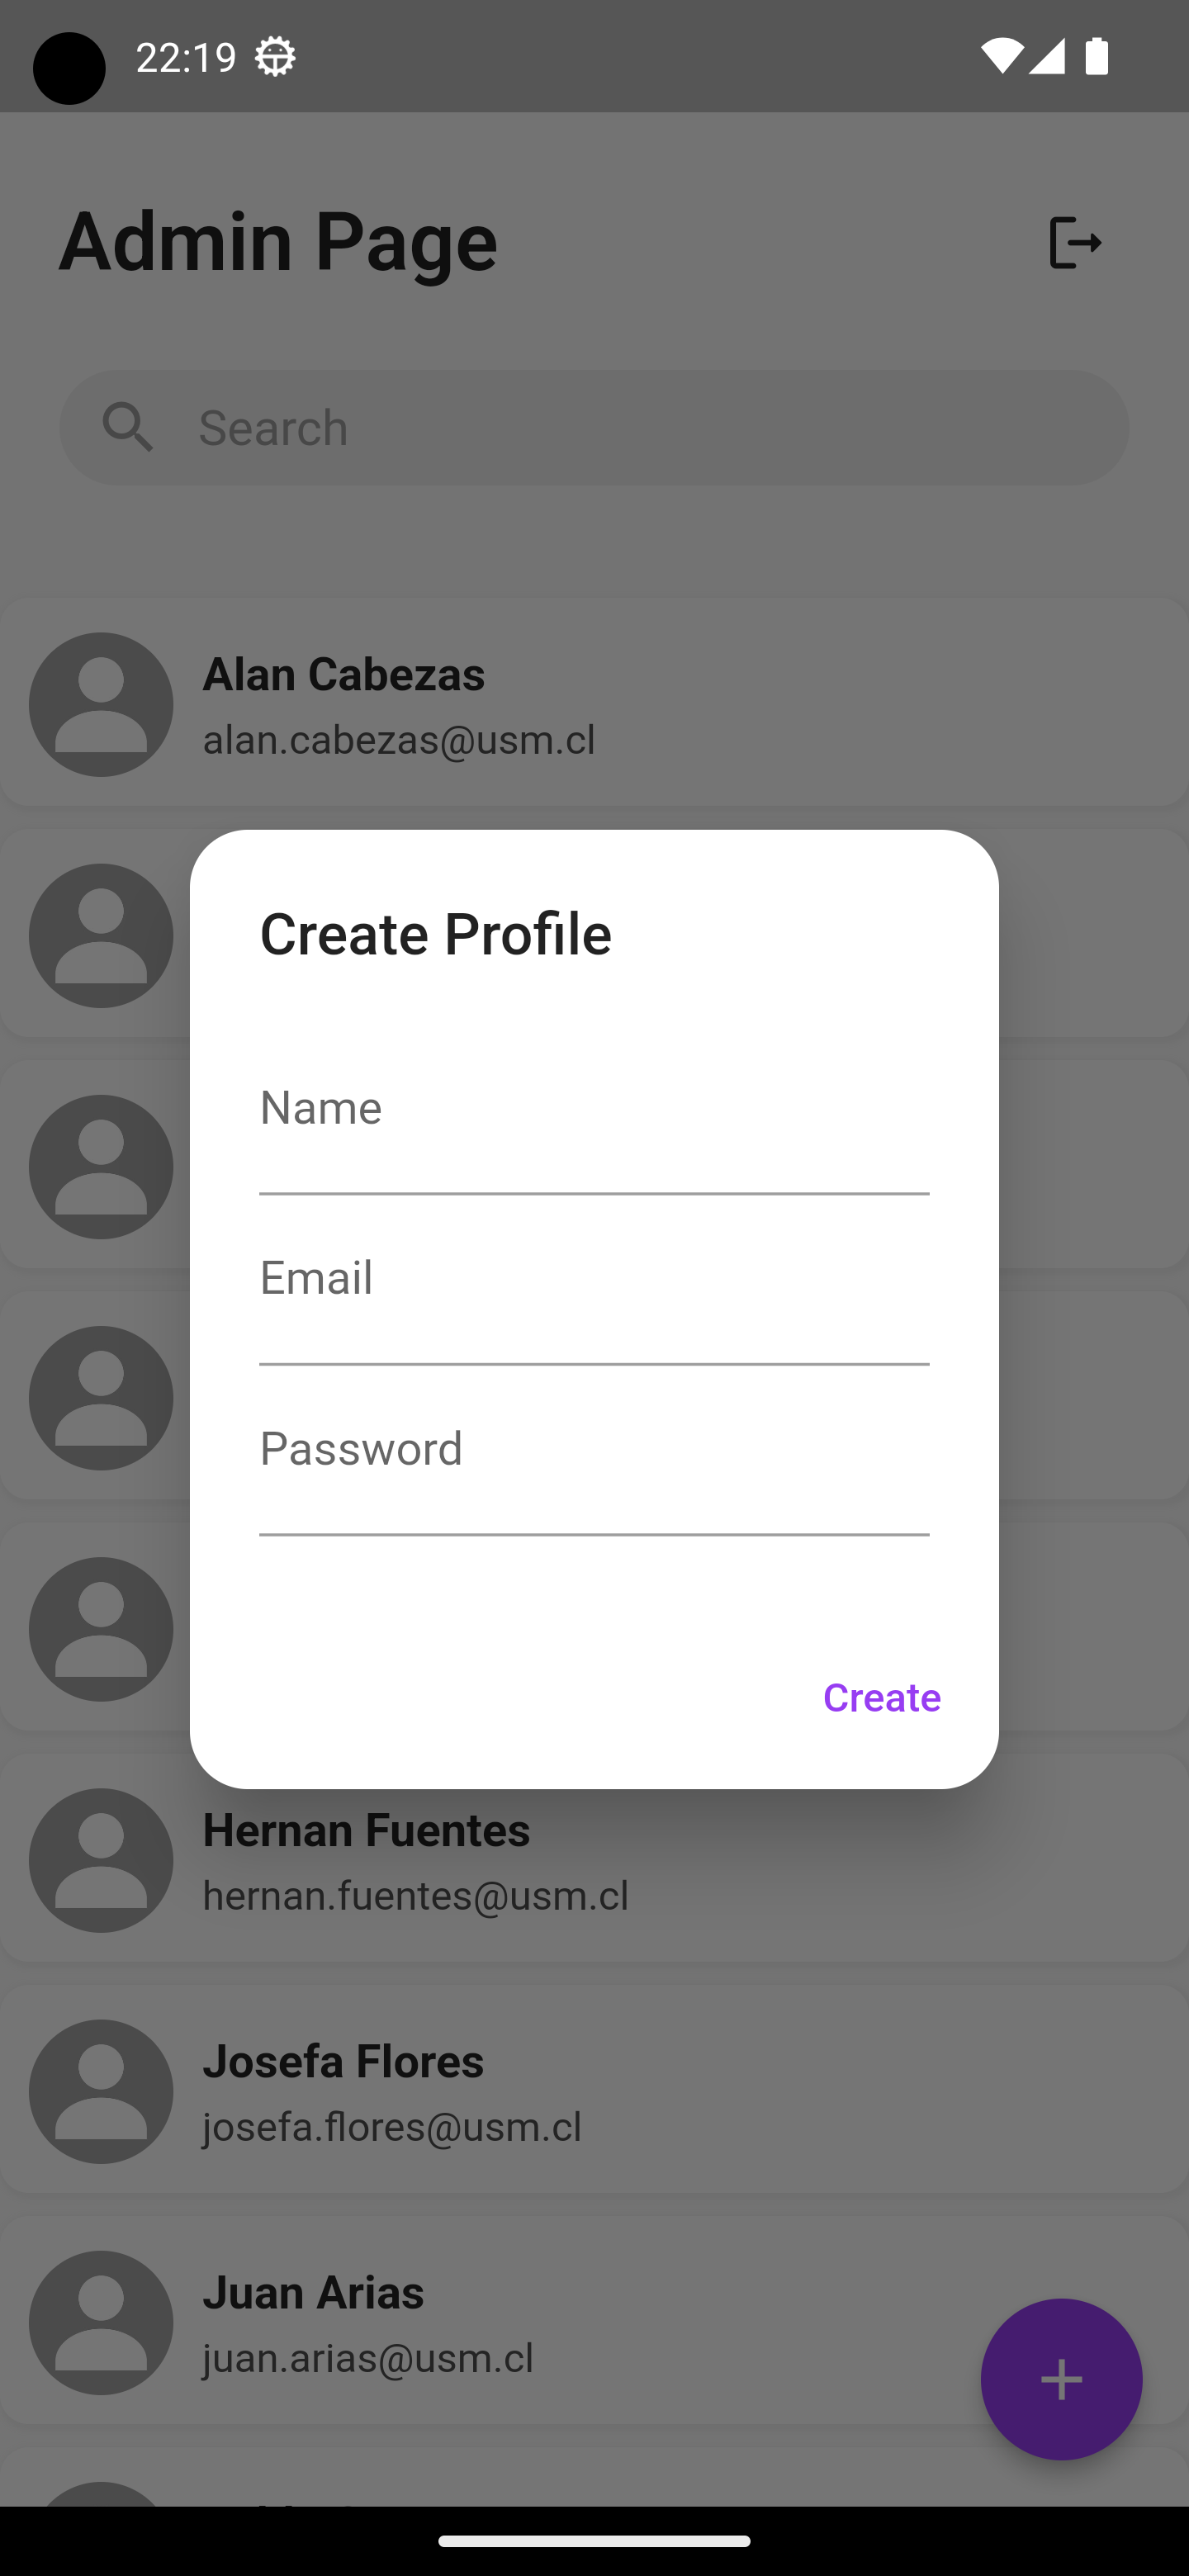 22:19
Admin Page
Search
Alan Cabezas
alan.cabezas@usm.cl
Create Profile
Name
Email
Password
Create
Hernan Fuentes
hernan.fuentes@usm.cl
Josefa Flores
josefa.flores@usm.cl
Juan Arias
juan.arias@usm.cl